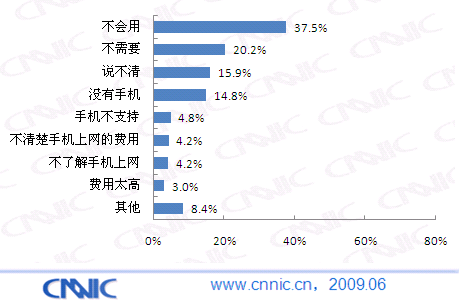 不会用 37.5%
不需要 20.2%
说不清 15.9%
没有手机 14.8%
手机不支持 4.8%
不清楚手机上网的费用 4.2%
不了解手机上网 4.2%
费用太高 3.0%
其他 8.4%
0% 20% 40% 60% 80%
CNNIC www.cnnic.cn，2009.06